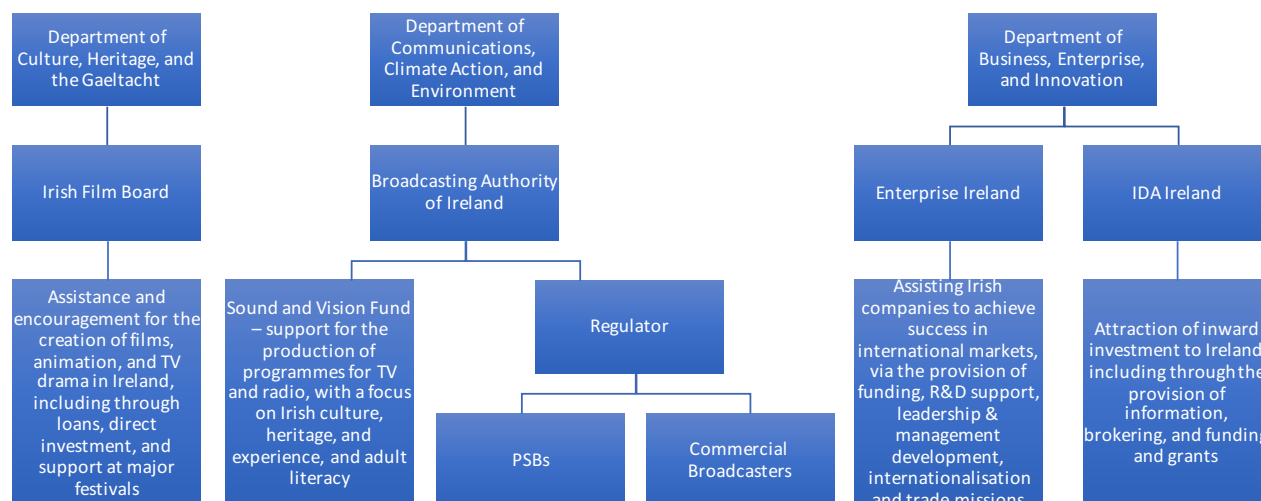 Department of
Culture, Heritage, and
the Gaeltacht
Department of
Communications,
Climate Action, and
Environment
Department of
Business, Enterprise,
and Innovation
Irish Film Board
Broadcasting Authority
of Ireland
Enterprise Ireland
IDA Ireland
Assistance and
encouragement for the
creation of films,
animation, and TV
drama in Ireland,
including through
loans, direct
investment, and
support at major
festivals
Sound and Vision Fund
– support for the
production of
programmes for TV
and radio, with a focus
on Irish culture,
heritage, and
experience, and adult
literacy
Regulator
PSBs
Commercial
Broadcasters
Assisting Irish
companies to achieve
success in
international markets,
via the provision of
funding, R&D support,
leadership &
management
development,
internationalisation
and trade missions
Attraction of inward
investment to Ireland
including through the
provision of
information,
brokering, and funding
and grants